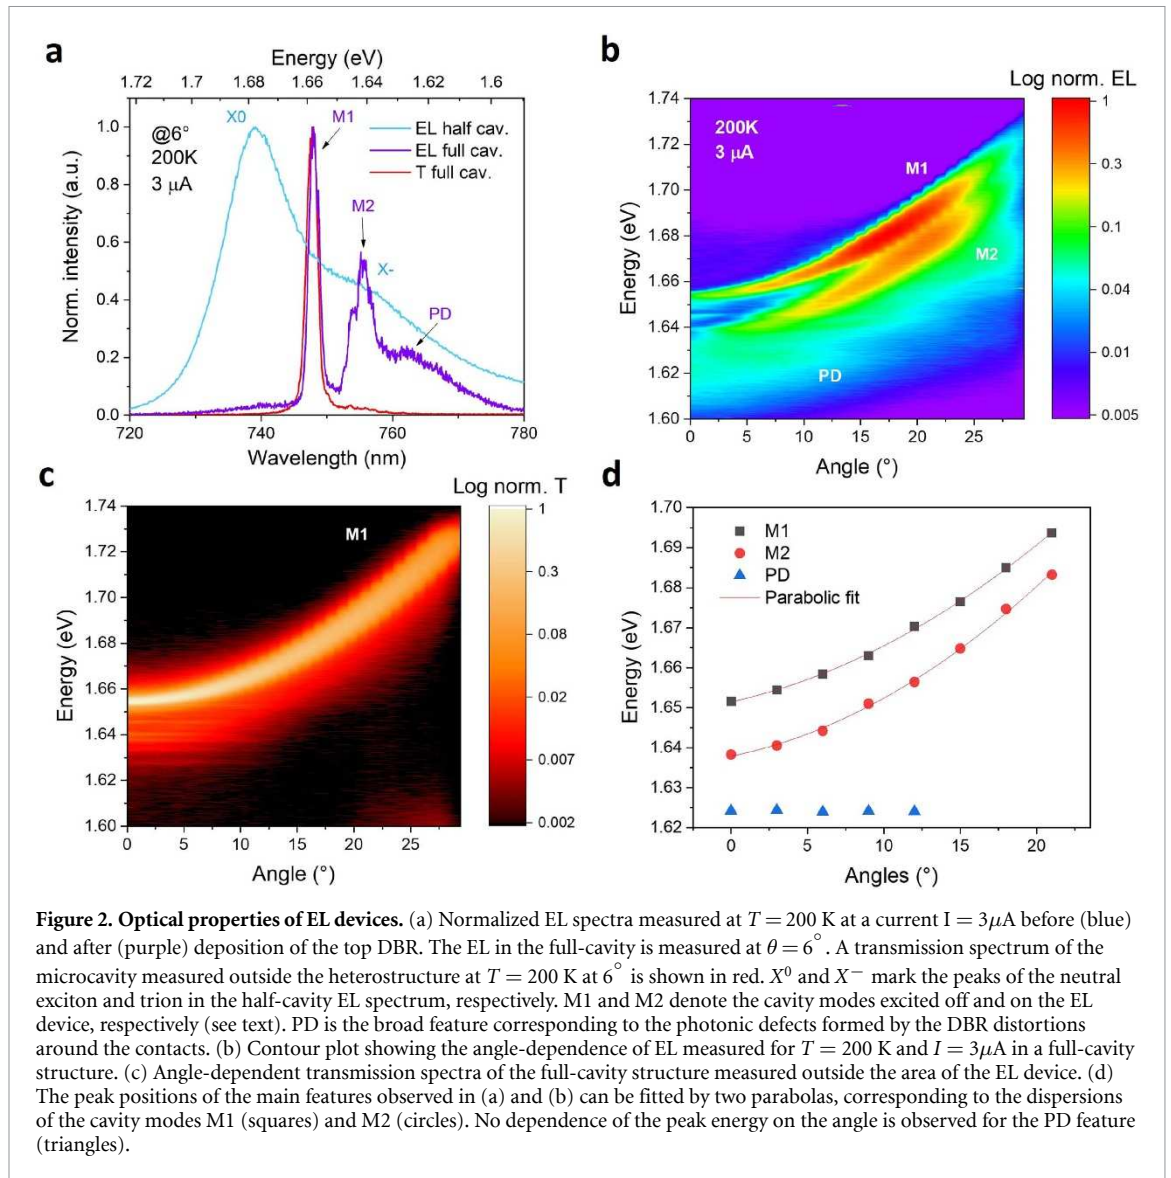 a
Energy (eV)
1.72 1.7 1.68 1.66 1.64 1.62 1.6
X0
M1
@6°
200K
3 μA
EL half cav.
EL full cav.
T full cav.
M2
X-
PD
Norm. intensity (a.u.)
1.0
0.8
0.6
0.4
0.2
0.0
720 740 760 780
Wavelength (nm)
b
Log norm. EL
200K
3 μA
M1
M2
PD
Energy (eV)
1.74
1.72
1.70
1.68
1.66
1.64
1.62
1.60
0 5 10 15 20 25
Angle (°)
1
0.3
0.1
0.04
0.01
0.005
c
Log norm. T
M1
Energy (eV)
1.74
1.72
1.70
1.68
1.66
1.64
1.62
1.60
0 5 10 15 20 25
Angle (°)
1
0.3
0.08
0.02
0.007
0.002
d
M1
M2
PD
Parabolic fit
Energy (eV)
1.70
1.69
1.68
1.67
1.66
1.65
1.64
1.63
1.62
0 5 10 15 20
Angles (°)
Figure 2. Optical properties of EL devices. (a) Normalized EL spectra measured at T = 200 K at a current I = 3μA before (blue)
and after (purple) deposition of the top DBR. The EL in the full-cavity is measured at θ = 6°. A transmission spectrum of the
microcavity measured outside the heterostructure at T = 200 K at 6° is shown in red. X⁰ and X⁻ mark the peaks of the neutral
exciton and trion in the half-cavity EL spectrum, respectively. M1 and M2 denote the cavity modes excited off and on the EL
device, respectively (see text). PD is the broad feature corresponding to the photonic defects formed by the DBR distortions
around the contacts. (b) Contour plot showing the angle-dependence of EL measured for T = 200 K and I = 3μA in a full-cavity
structure. (c) Angle-dependent transmission spectra of the full-cavity structure measured outside the area of the EL device. (d)
The peak positions of the main features observed in (a) and (b) can be fitted by two parabolas, corresponding to the dispersions
of the cavity modes M1 (squares) and M2 (circles). No dependence of the peak energy on the angle is observed for the PD feature
(triangles).